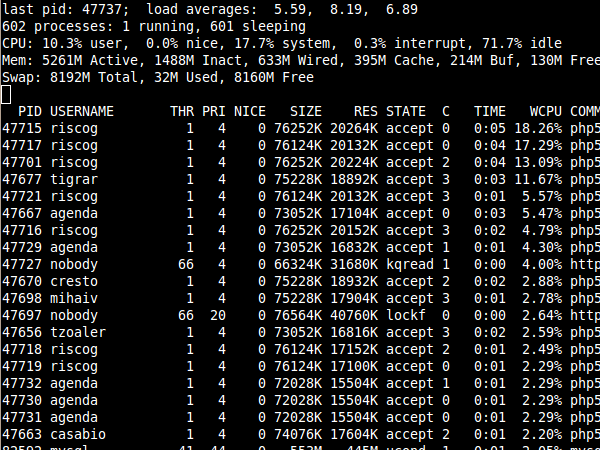 last pid: 47737;  load averages:  5.59,  8.19,  6.89
602 processes: 1 running, 601 sleeping
CPU: 10.3% user,  0.0% nice, 17.7% system,  0.3% interrupt, 71.7% idle
Mem: 5261M Active, 1488M Inact, 633M Wired, 395M Cache, 214M Buf, 130M Free
Swap: 8192M Total, 32M Used, 8160M Free
  PID USERNAME       THR PRI NICE   SIZE    RES STATE  C   TIME   WCPU COMM
47715 riscog           1   4    0 76252K 20264K accept 0   0:05 18.26% php5
47717 riscog           1   4    0 76124K 20132K accept 0   0:04 17.29% php5
47701 riscog           1   4    0 76252K 20224K accept 2   0:04 13.09% php5
47677 tigrar           1   4    0 75228K 18892K accept 3   0:03 11.67% php5
47721 riscog           1   4    0 76124K 20132K accept 3   0:01  5.57% php5
47667 agenda           1   4    0 73052K 17104K accept 0   0:03  5.47% php5
47716 riscog           1   4    0 76252K 20152K accept 3   0:02  4.79% php5
47729 agenda           1   4    0 73052K 16832K accept 1   0:01  4.30% php5
47727 nobody          66   4    0 66324K 31680K kqread 1   0:00  4.00% http
47670 cresto           1   4    0 75228K 18932K accept 2   0:02  2.88% php5
47698 mihaiv           1   4    0 75228K 17904K accept 3   0:01  2.78% php5
47697 nobody          66  20    0 76564K 40760K lockf  0   0:00  2.64% http
47656 tzoaler          1   4    0 73052K 16816K accept 3   0:02  2.59% php5
47718 riscog           1   4    0 76124K 17152K accept 2   0:01  2.49% php5
47719 riscog           1   4    0 76124K 17100K accept 0   0:01  2.29% php5
47732 agenda           1   4    0 72028K 15504K accept 1   0:01  2.29% php5
47730 agenda           1   4    0 72028K 15504K accept 0   0:01  2.29% php5
47731 agenda           1   4    0 72028K 15504K accept 0   0:01  2.29% php5
47663 casabio          1   4    0 74076K 17604K accept 2   0:01  2.20% php5